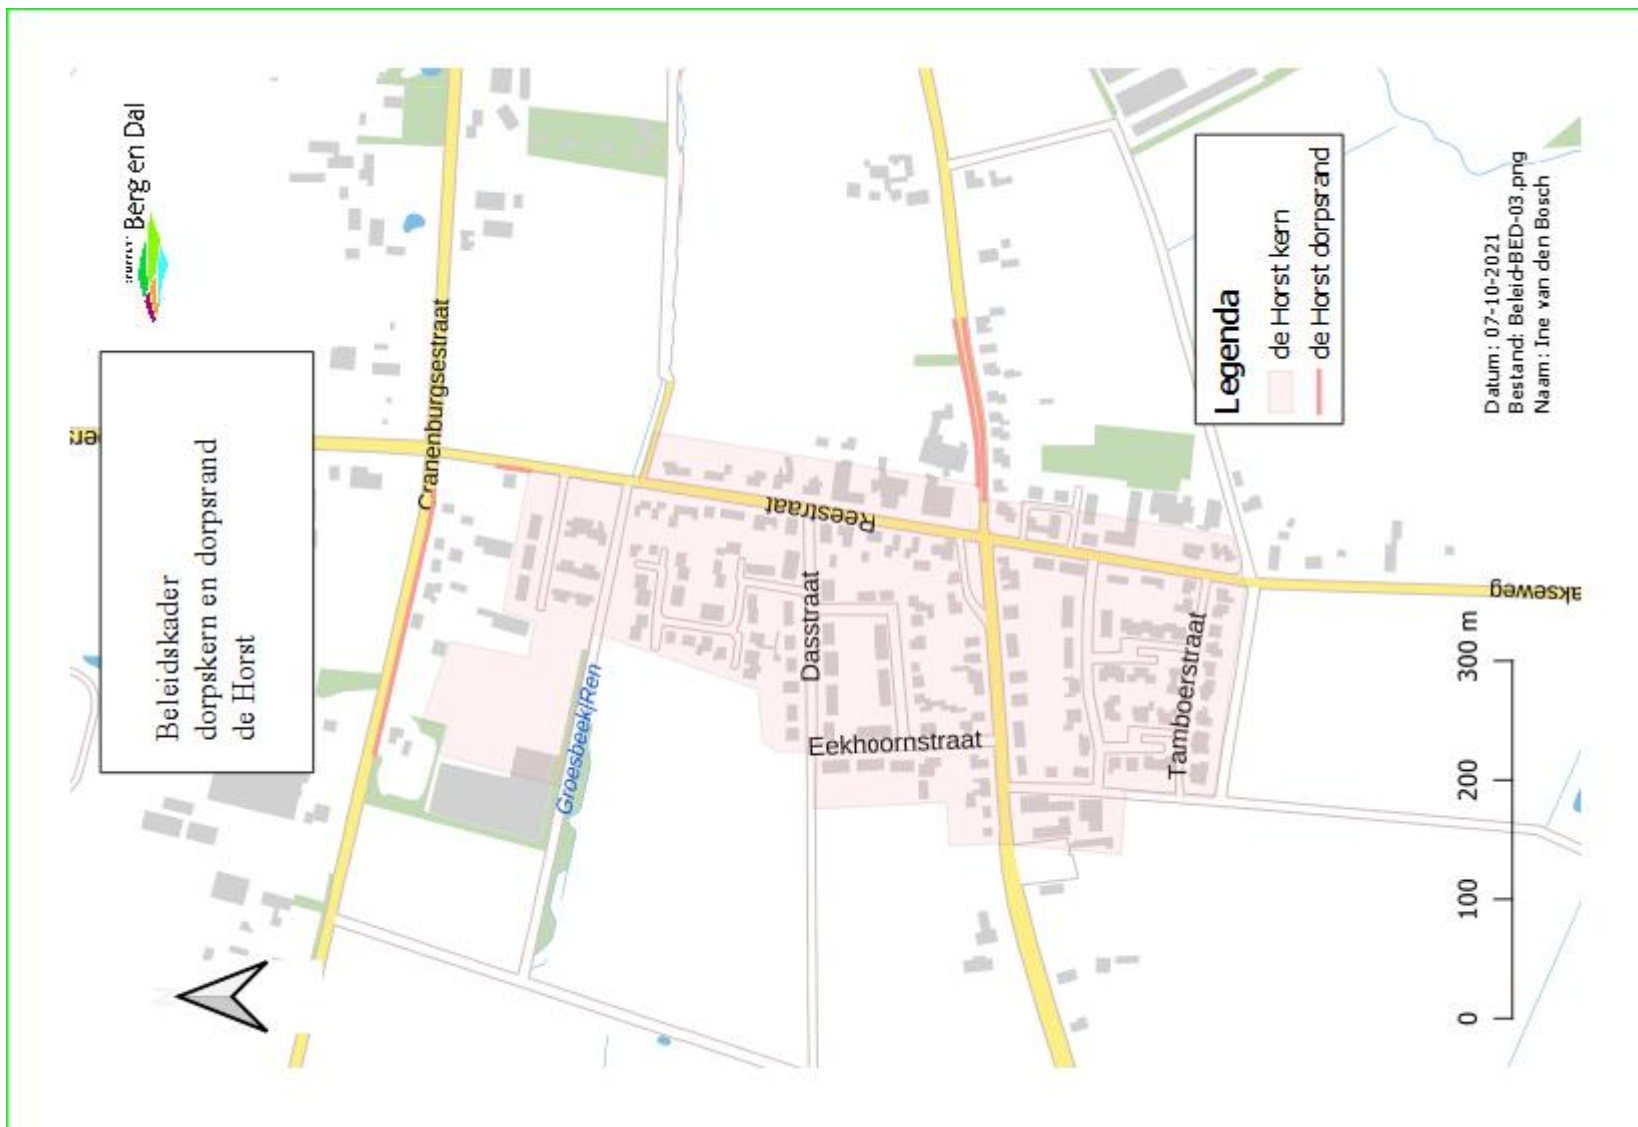 Berg en Dal
Beleidskader
dorpskern en dorpsrand
de Horst
Cranenburgsestraat
Reestraat
Dasstraat
Eekhoornstraat
Tamboerstraat
Groesbeek|Ren
akseweg
Legenda
de Horst kern
de Horst dorpsrand
Datum: 07-10-2021
Bestand: Beleid-BED-03.png
Naam: Ine van den Bosch
0 100 200 300 m